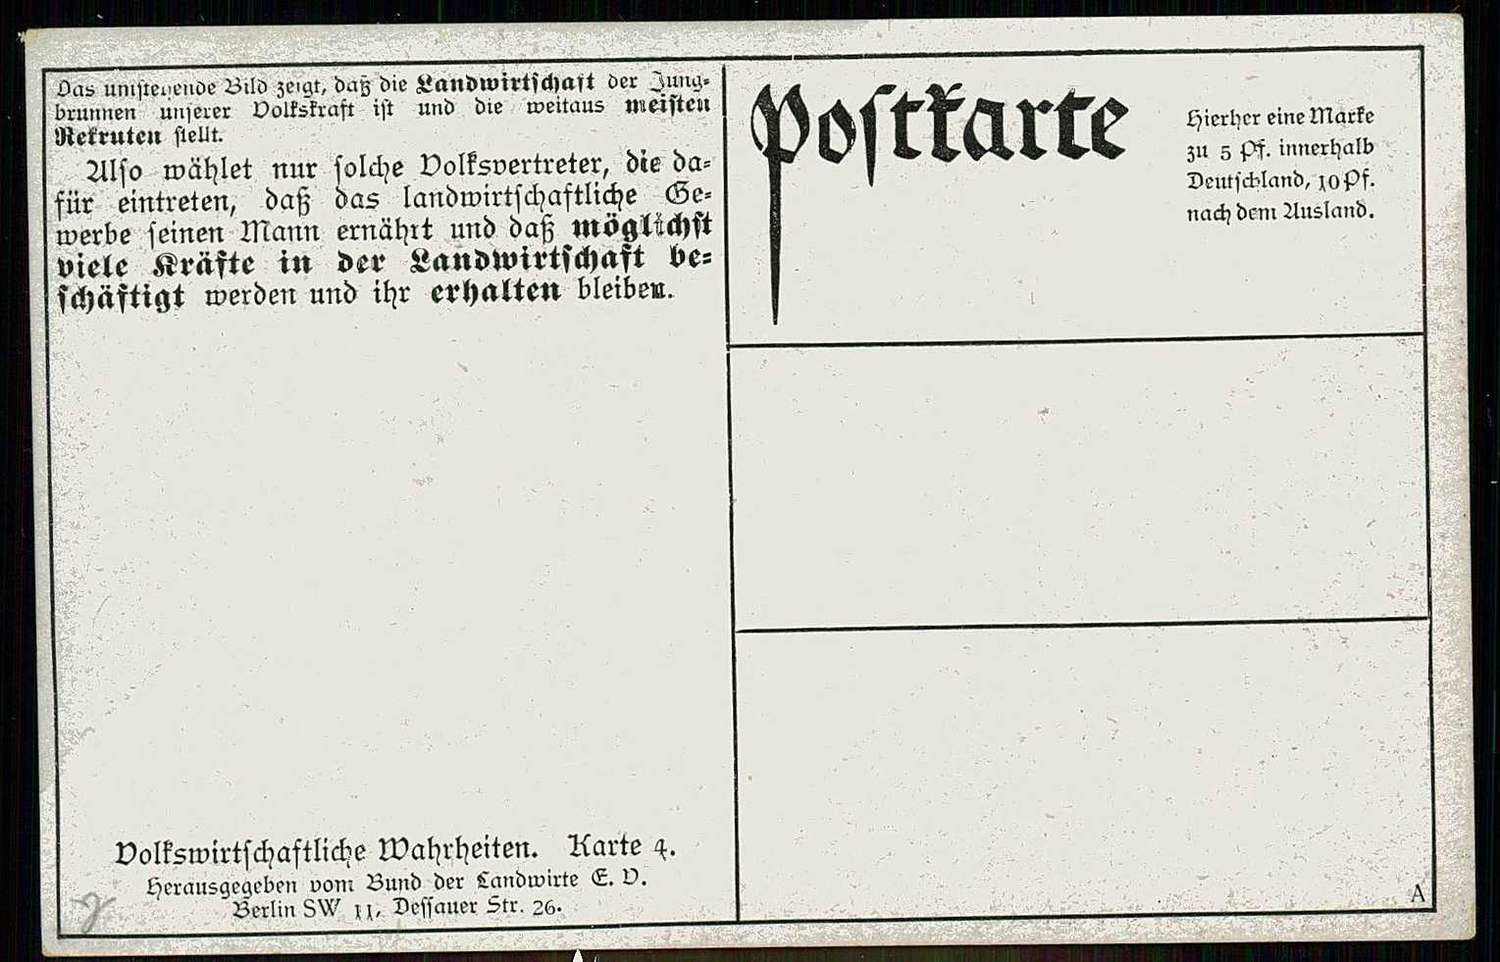 Das umstehende Bild zeigt, daß die Landwirtschaft der Jung-
brunnen unserer Volkskraft ist und die weitaus meisten
Rekruten stellt.
Also wählet nur solche Volksvertreter, die da-
für eintreten, daß das landwirtschaftliche Ge-
werbe seinen Mann ernährt und daß möglichst
viele Kräfte in der Landwirtschaft be-
schäftigt werden und ihr erhalten bleiben.
Volkswirtschaftliche Wahrheiten. Karte 4.
Herausgegeben vom Bund der Landwirte E. V.
Berlin SW 11, Dessauer Str. 26.
Postkarte
Hierher eine Marke
zu 5 Pf. innerhalb
Deutschland, 10 Pf.
nach dem Ausland.
A